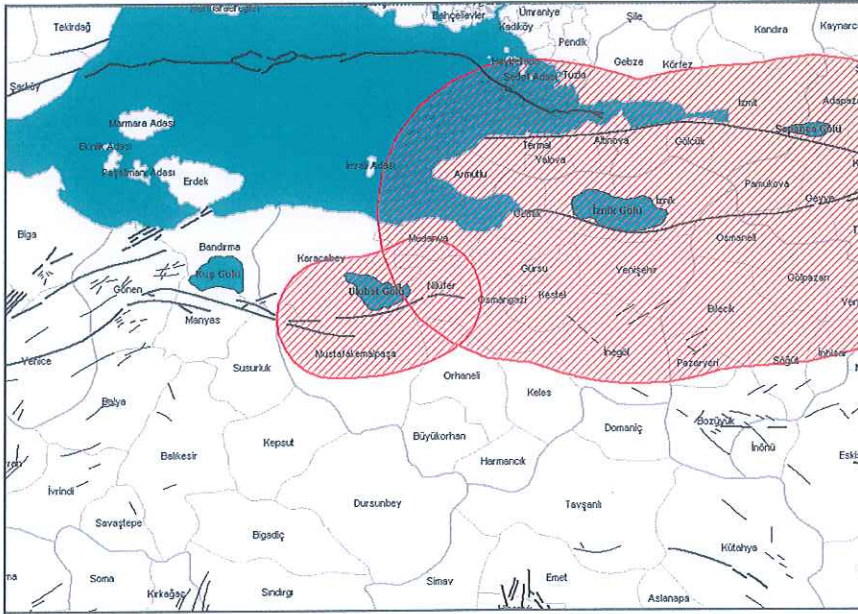 Bahçelievler
Ümraniye
Şile
Kadıköy
Kandıra
Kaynarca
Tekirdağ
Pendik
Gebze
Körfez
Şarköy
Sedef Adası
Tuzla
İzmit
Adapazarı
Sapanca Gölü
Marmara Adası
Ekinlik Adası
Paşalimanı Adası
Erdek
İmralı Adası
Termal
Yalova
Altınova
Gölcük
Armutlu
Pamukova
Geyve
Gemlik
İznik Gölü
İznik
Biga
Bandırma
Mudanya
Osmaneli
Karacabey
Kuş Gölü
Gönen
Ulubat Gölü
Nilüfer
Gürsu
Yenişehir
Gölpazarı
Osmangazi
Kestel
Bilecik
Manyas
Yenice
Mustafakemalpaşa
İnegöl
Pazaryeri
Söğüt
İnhisar
Susurluk
Orhaneli
Keles
Balya
Bozüyük
Büyükorhan
Domaniç
İnönü
Balıkesir
Kepsut
Harmancık
İvrindi
Dursunbey
Tavşanlı
Savaştepe
Bigadiç
Kütahya
Soma
Kırkağaç
Sındırgı
Simav
Emet
Aslanapa